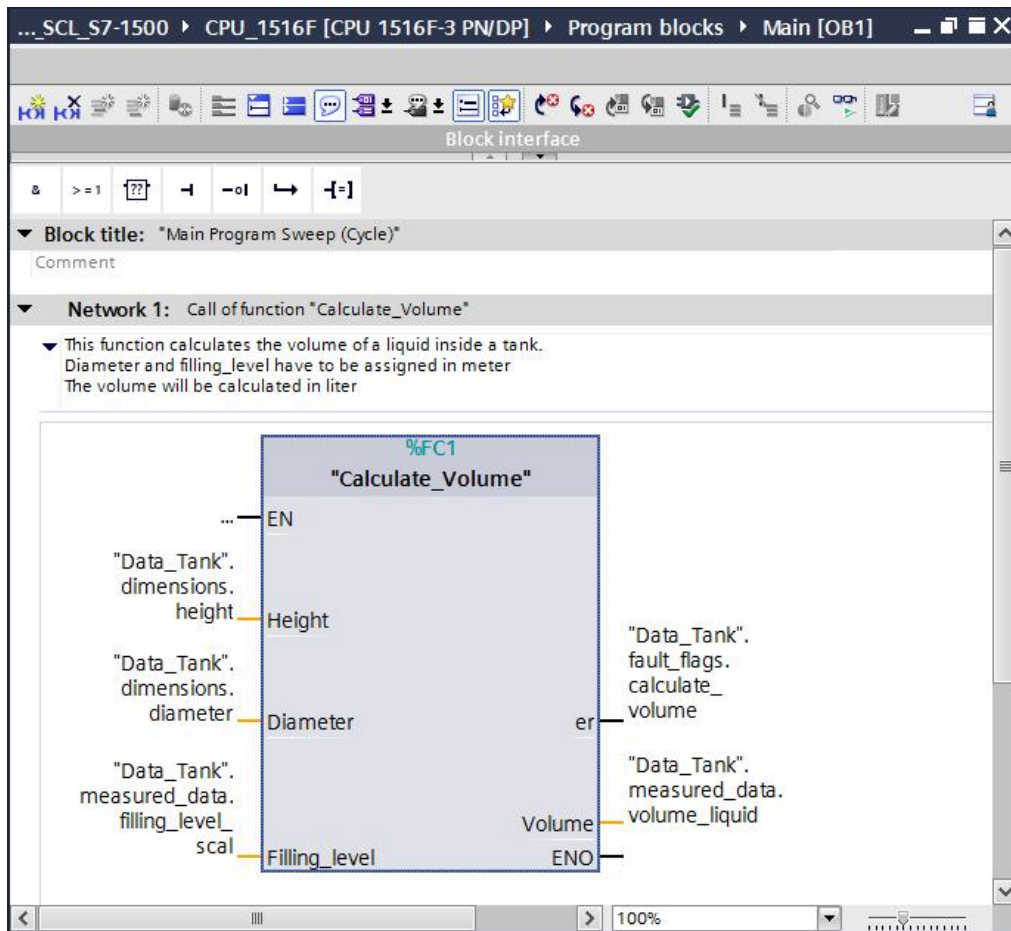 ..._SCL_S7-1500 ▸ CPU_1516F [CPU 1516F-3 PN/DP] ▸ Program blocks ▸ Main [OB1]
Block interface
& >=1 ??
Block title: "Main Program Sweep (Cycle)"
Comment
Network 1: Call of function "Calculate_Volume"
This function calculates the volume of a liquid inside a tank.
Diameter and filling_level have to be assigned in meter
The volume will be calculated in liter
%FC1
"Calculate_Volume"
... EN
"Data_Tank".
dimensions.
height
Height
"Data_Tank".
dimensions.
diameter
Diameter
"Data_Tank".
measured_data.
filling_level_
scal
Filling_level
er
"Data_Tank".
fault_flags.
calculate_
volume
Volume
"Data_Tank".
measured_data.
volume_liquid
ENO
100%